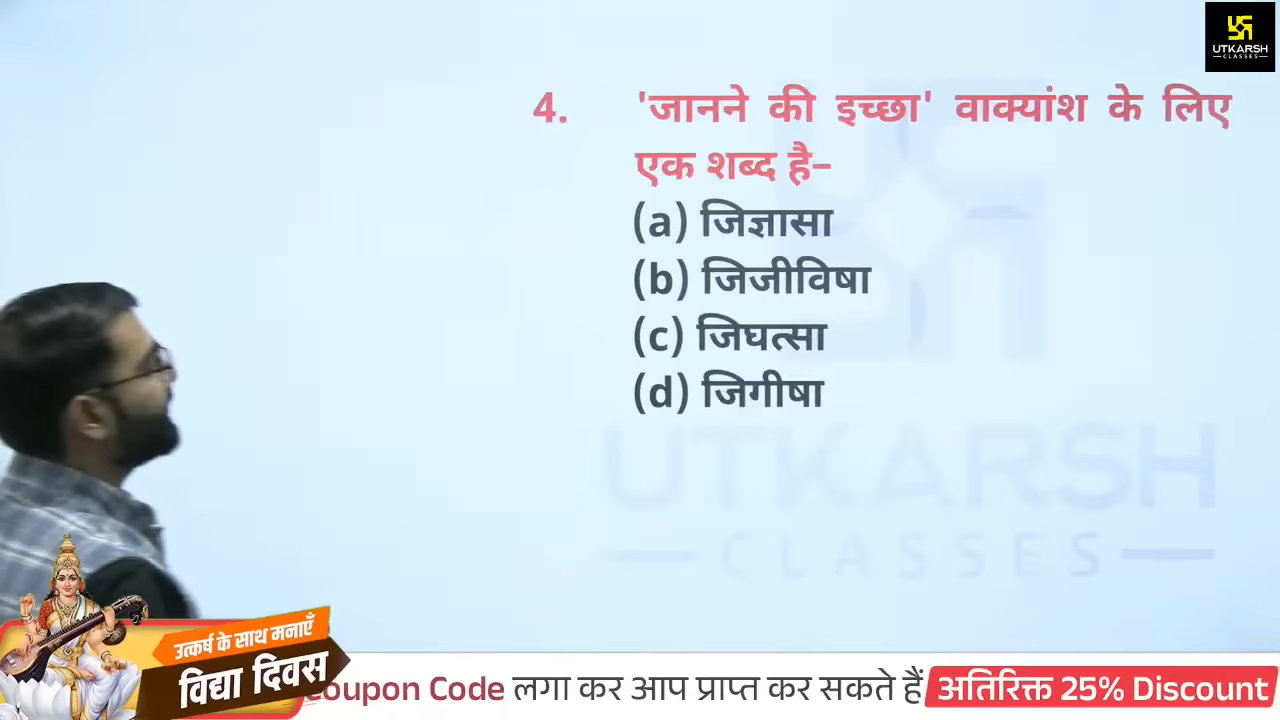 UTKARSH
CLASSES
4. 'जानने की इच्छा' वाक्यांश के लिए
एक शब्द है–
(a) जिज्ञासा
(b) जिजीविषा
(c) जिघत्सा
(d) जिगीषा
UTKARSH
CLASSES
उत्कर्ष के साथ मनाएँ
विद्या दिवस
Code लगा कर आप प्राप्त कर सकते हैं अतिरिक्त 25% Discount